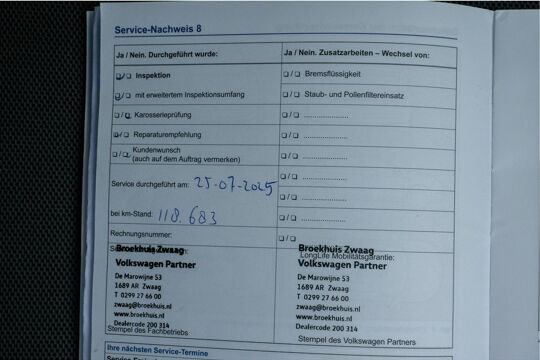 Service-Nachweis 8
Ja / Nein. Durchgeführt wurde:
Ja / Nein. Zusatzarbeiten – Wechsel von:
Inspektion
Bremsflüssigkeit
mit erweitertem Inspektionsumfang
Staub- und Pollenfiltereinsatz
Karosserieprüfung
Reparaturempfehlung
Kundenwunsch
(auch auf dem Auftrag vermerken)
Service durchgeführt am: 25-07-2025
bei km-Stand: 118.683
Rechnungsnummer:
Broekhuis Zwaag
Volkswagen Partner
De Marowijne 53
1689 AR Zwaag
T 0299 27 66 00
zwaag@broekhuis.nl
www.broekhuis.nl
Dealercode 200 314
Stempel des Fachbetriebs
Broekhuis Zwaag
LongLife Mobilitätsgarantie:
Volkswagen Partner
De Marowijne 53
1689 AR Zwaag
T 0299 27 66 00
zwaag@broekhuis.nl
www.broekhuis.nl
Dealercode 200 314
Stempel des Volkswagen Partners
Ihre nächsten Service-Termine